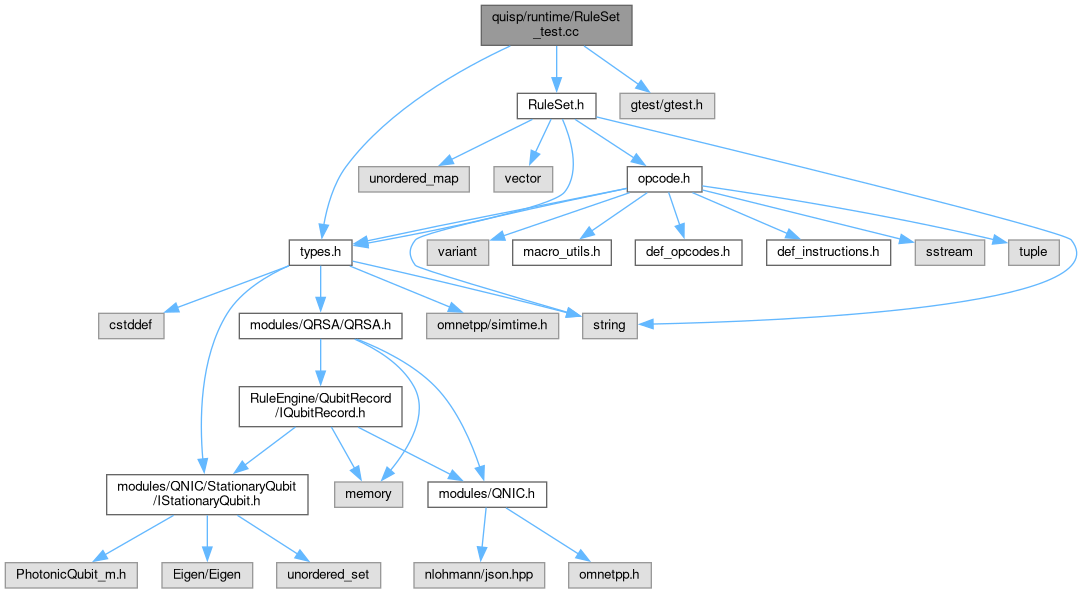 quisp/runtime/RuleSet
_test.cc
RuleSet.h
gtest/gtest.h
unordered_map
vector
opcode.h
types.h
variant
macro_utils.h
def_opcodes.h
def_instructions.h
sstream
tuple
cstddef
modules/QRSA/QRSA.h
omnetpp/simtime.h
string
RuleEngine/QubitRecord
/IQubitRecord.h
modules/QNIC/StationaryQubit
/IStationaryQubit.h
memory
modules/QNIC.h
PhotonicQubit_m.h
Eigen/Eigen
unordered_set
nlohmann/json.hpp
omnetpp.h